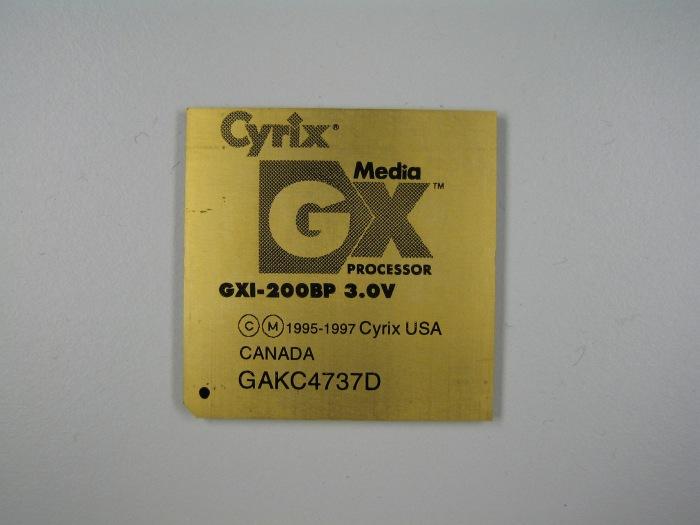 Cyrix®
Media
GX™
PROCESSOR
GXI-200BP 3.0V
Ⓒ Ⓜ 1995-1997 Cyrix USA
CANADA
GAKC4737D